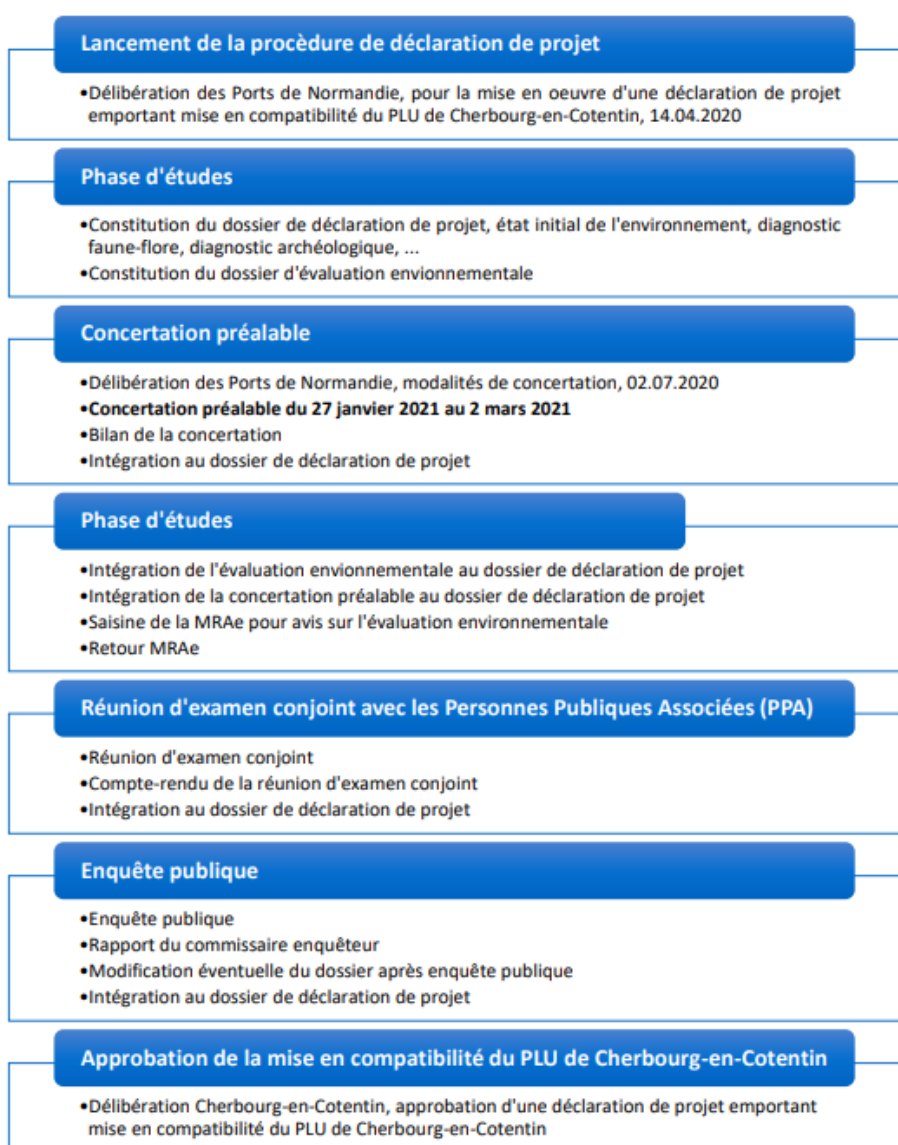 Lancement de la procèdure de déclaration de projet
•Délibération des Ports de Normandie, pour la mise en oeuvre d'une déclaration de projet
emportant mise en compatibilité du PLU de Cherbourg-en-Cotentin, 14.04.2020
Phase d'études
•Constitution du dossier de déclaration de projet, état initial de l'environnement, diagnostic
faune-flore, diagnostic archéologique, ...
•Constitution du dossier d'évaluation envionnementale
Concertation préalable
•Délibération des Ports de Normandie, modalités de concertation, 02.07.2020
•Concertation préalable du 27 janvier 2021 au 2 mars 2021
•Bilan de la concertation
•Intégration au dossier de déclaration de projet
Phase d'études
•Intégration de l'évaluation envionnementale au dossier de déclaration de projet
•Intégration de la concertation préalable au dossier de déclaration de projet
•Saisine de la MRAe pour avis sur l'évaluation environnementale
•Retour MRAe
Réunion d'examen conjoint avec les Personnes Publiques Associées (PPA)
•Réunion d'examen conjoint
•Compte-rendu de la réunion d'examen conjoint
•Intégration au dossier de déclaration de projet
Enquête publique
•Enquête publique
•Rapport du commissaire enquêteur
•Modification éventuelle du dossier après enquête publique
•Intégration au dossier de déclaration de projet
Approbation de la mise en compatibilité du PLU de Cherbourg-en-Cotentin
•Délibération Cherbourg-en-Cotentin, approbation d'une déclaration de projet emportant
mise en compatibilité du PLU de Cherbourg-en-Cotentin